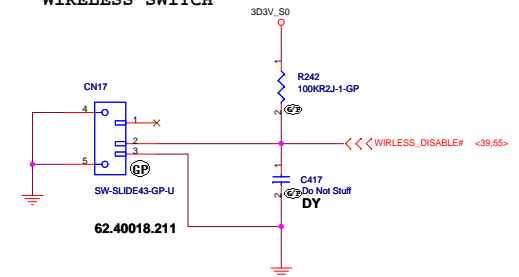 WIRELESS SWITCH
3D3V_S0
1
R242
100KR2J-1-GP
2
G/P
CN17
4
1
2
3
5
GP
WIRLESS_DISABLE# <39,55>
1
C417
2
G/P
Do Not Stuff
DY
SW-SLIDE43-GP-U
62.40018.211